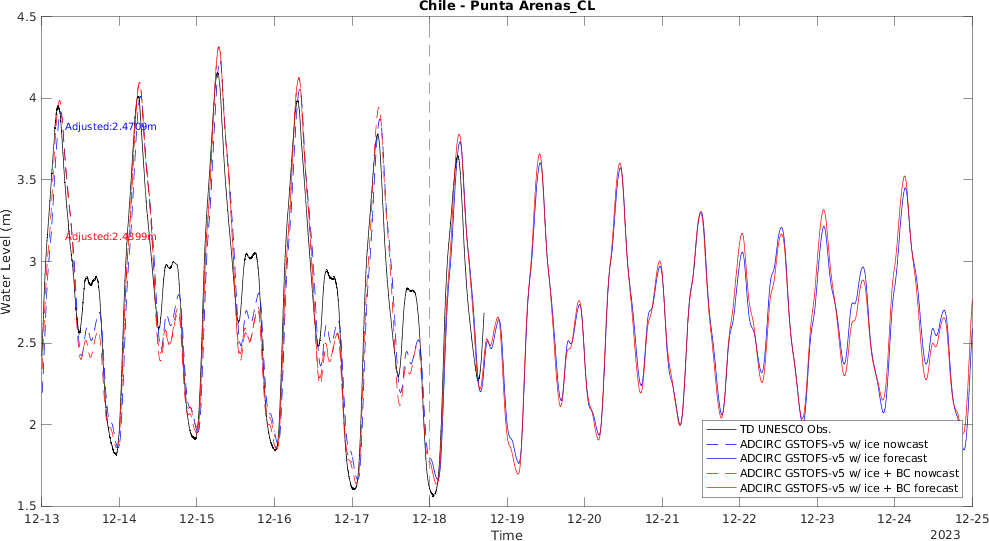 Chile - Punta Arenas_CL
4.5
4
3.5
3
2.5
2
1.5
Water Level (m)
Adjusted:2.4709m
Adjusted:2.4399m
TD UNESCO Obs.
ADCIRC GSTOFS-v5 w/ ice nowcast
ADCIRC GSTOFS-v5 w/ ice forecast
ADCIRC GSTOFS-v5 w/ ice + BC nowcast
ADCIRC GSTOFS-v5 w/ ice + BC forecast
12-13 12-14 12-15 12-16 12-17 12-18 12-19 12-20 12-21 12-22 12-23 12-24 12-25
Time
2023